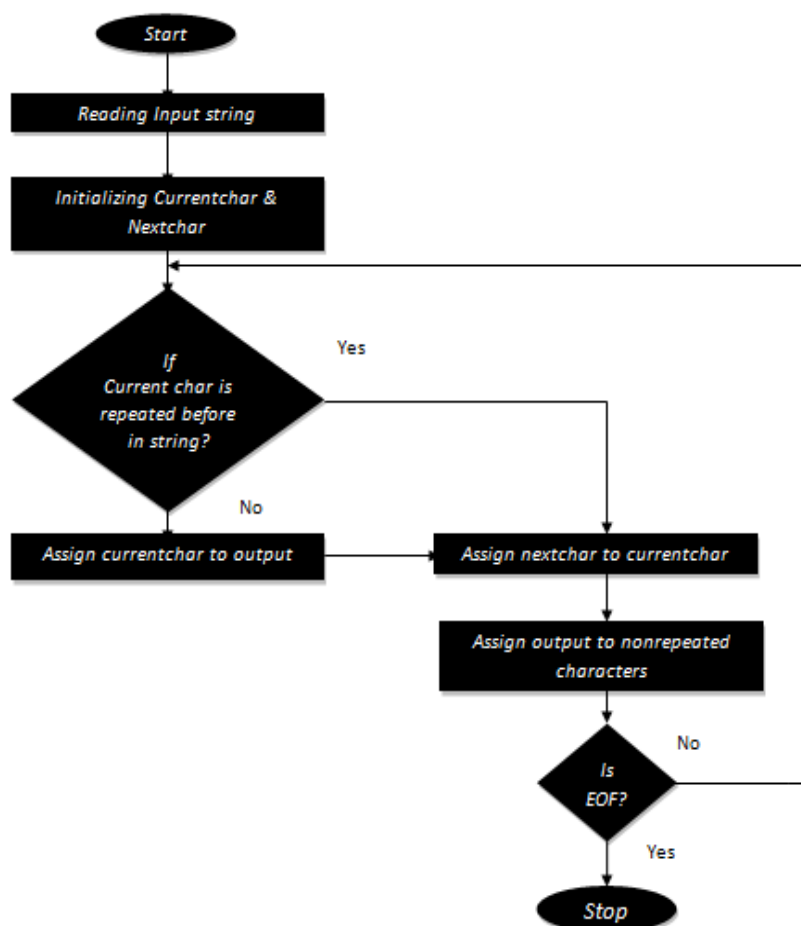 Start
Reading Input string
Initializing Currentchar &
Nextchar
If
Current char is
repeated before
in string?
Yes
No
Assign currentchar to output
Assign nextchar to currentchar
Assign output to nonrepeated
characters
Is
EOF?
No
Yes
Stop